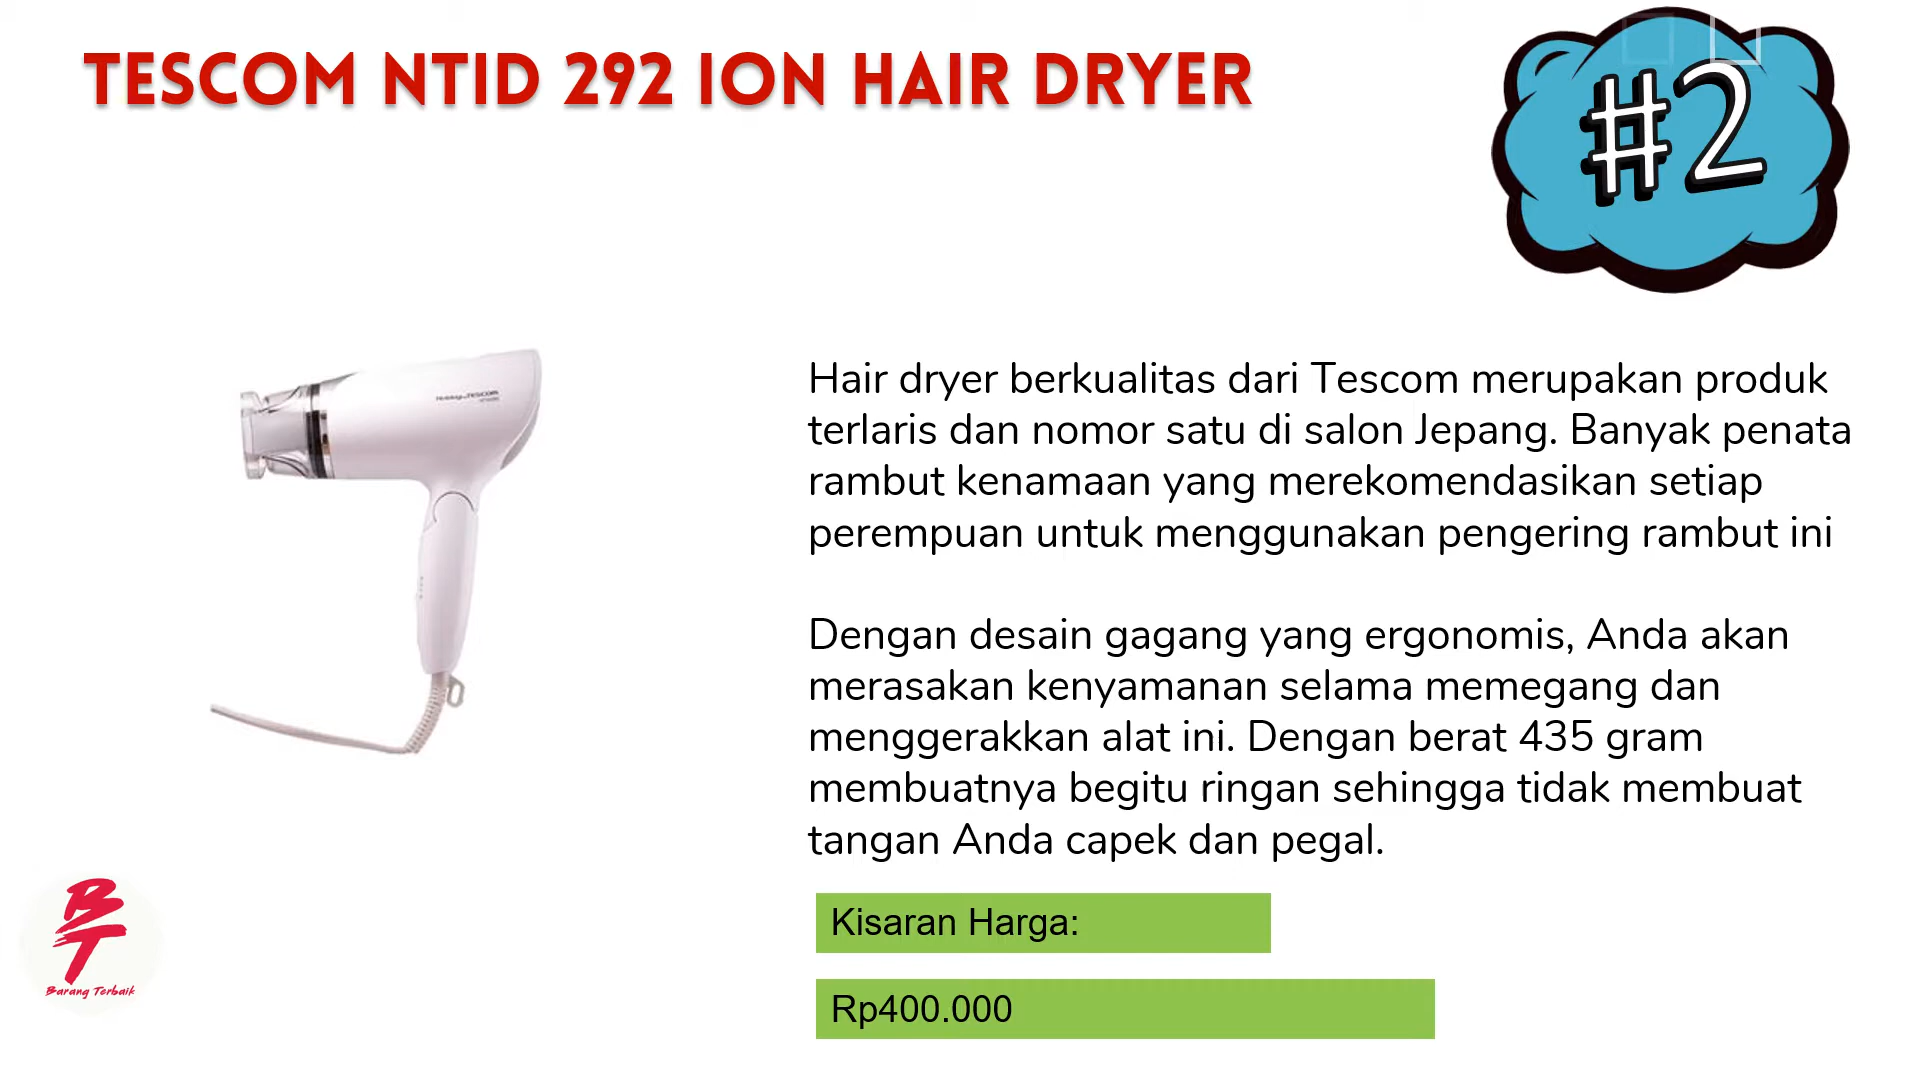 TESCOM NTID 292 ION HAIR DRYER
#2
Hair dryer berkualitas dari Tescom merupakan produk
terlaris dan nomor satu di salon Jepang. Banyak penata
rambut kenamaan yang merekomendasikan setiap
perempuan untuk menggunakan pengering rambut ini
Dengan desain gagang yang ergonomis, Anda akan
merasakan kenyamanan selama memegang dan
menggerakkan alat ini. Dengan berat 435 gram
membuatnya begitu ringan sehingga tidak membuat
tangan Anda capek dan pegal.
Kisaran Harga:
Rp400.000
BT
Barang Terbaik